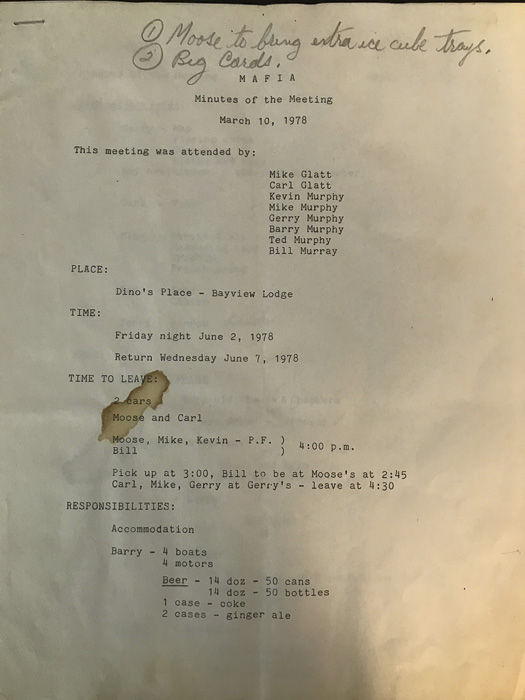 ① Moose to bring extra ice cube trays.
② Big Cards.
M A F I A
Minutes of the Meeting
March 10, 1978
This meeting was attended by:
Mike Glatt
Carl Glatt
Kevin Murphy
Mike Murphy
Gerry Murphy
Barry Murphy
Ted Murphy
Bill Murray
PLACE:
Dino's Place - Bayview Lodge
TIME:
Friday night June 2, 1978
Return Wednesday June 7, 1978
TIME TO LEAVE:
2 cars
Moose and Carl
Moose, Mike, Kevin - P.F. )
Bill ) 4:00 p.m.
Pick up at 3:00, Bill to be at Moose's at 2:45
Carl, Mike, Gerry at Gerry's - leave at 4:30
RESPONSIBILITIES:
Accommodation
Barry - 4 boats
4 motors
Beer - 14 doz - 50 cans
14 doz - 50 bottles
1 case - coke
2 cases - ginger ale